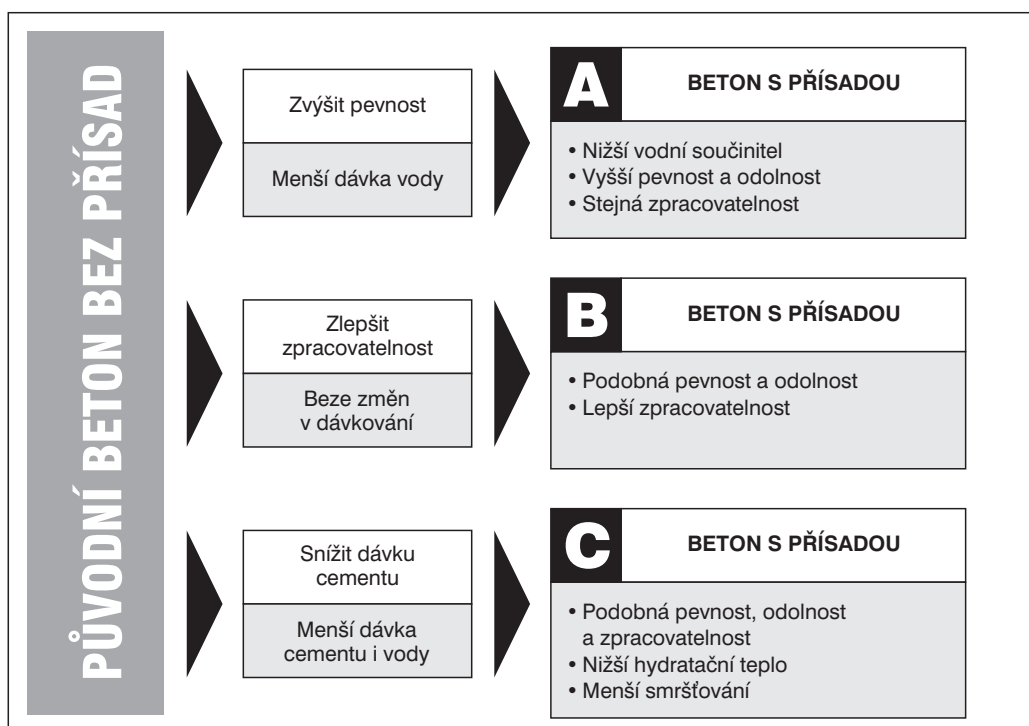 PŮVODNÍ BETON BEZ PŘÍSAD
Zvýšit pevnost
Menší dávka vody
A
BETON S PŘÍSADOU
• Nižší vodní součinitel
• Vyšší pevnost a odolnost
• Stejná zpracovatelnost
Zlepšit
zpracovatelnost
Beze změn
v dávkování
B
BETON S PŘÍSADOU
• Podobná pevnost a odolnost
• Lepší zpracovatelnost
Snížit dávku
cementu
Menší dávka
cementu i vody
C
BETON S PŘÍSADOU
• Podobná pevnost, odolnost
a zpracovatelnost
• Nižší hydratační teplo
• Menší smršťování